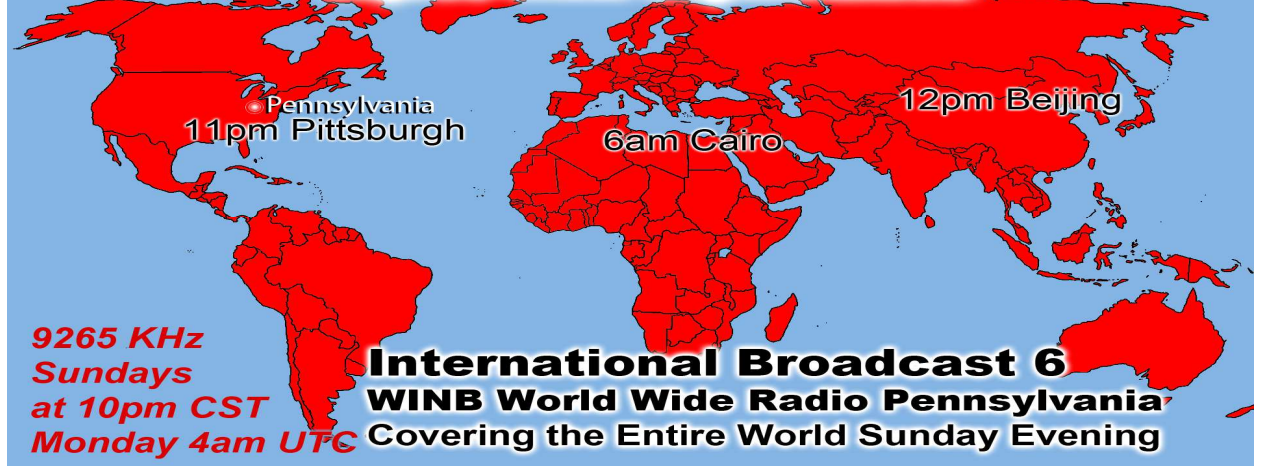 Pennsylvania
11pm Pittsburgh
6am Cairo
12pm Beijing
9265 KHz
Sundays
at 10pm CST
Monday 4am UTC
International Broadcast 6
WINB World Wide Radio Pennsylvania
Covering the Entire World Sunday Evening